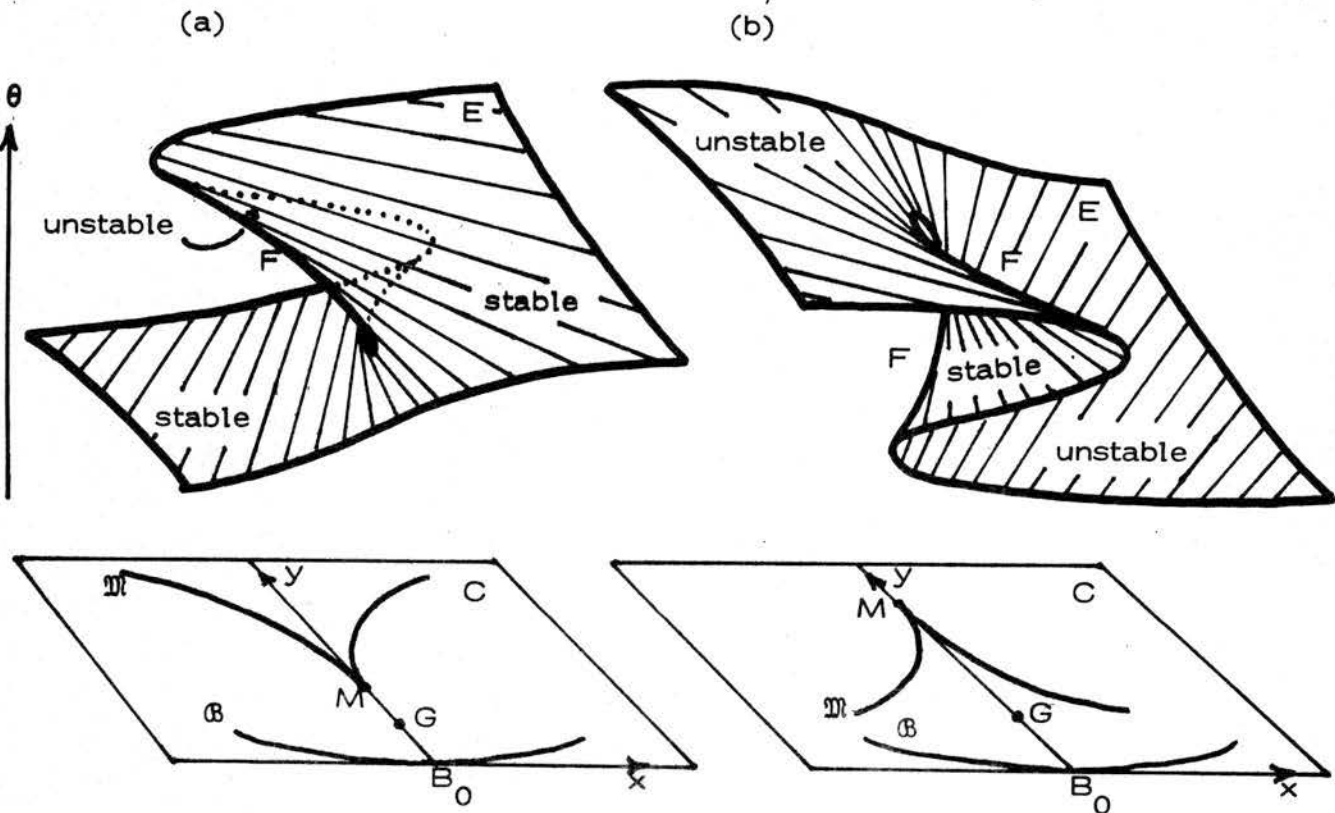 (a)
(b)
θ
E
unstable
F
stable
stable
unstable
E
F
F
stable
unstable
𝔐
y
C
M
G
𝔅
B₀
x
y
M
C
𝔐
𝔅
G
B₀
x